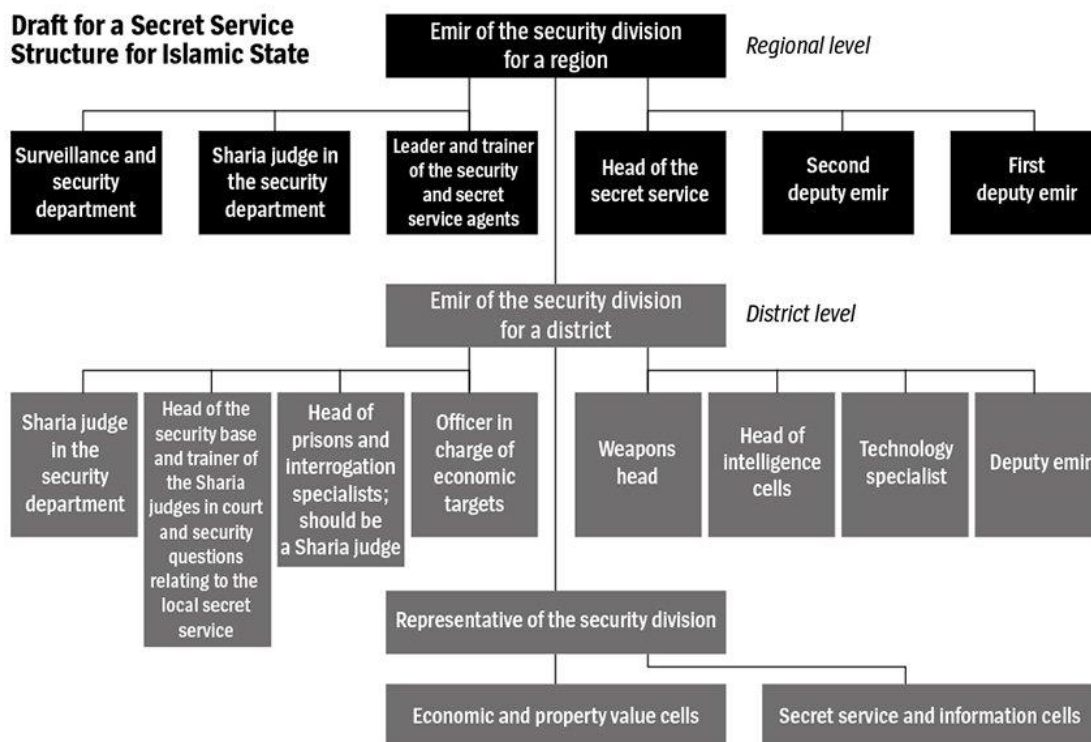 Draft for a Secret Service
Structure for Islamic State
Emir of the security division
for a region
Regional level
Surveillance and
security
department
Sharia judge in
the security
department
Leader and trainer
of the security
and secret
service agents
Head of the
secret service
Second
deputy emir
First
deputy emir
Emir of the security division
for a district
District level
Sharia judge
in the
security
department
Head of the
security base
and trainer of
the Sharia
judges in court
and security
questions
relating to the
local secret
service
Head of
prisons and
interrogation
specialists;
should be
a Sharia judge
Officer in
charge of
economic
targets
Weapons
head
Head of
intelligence
cells
Technology
specialist
Deputy emir
Representative of the security division
Economic and property value cells
Secret service and information cells